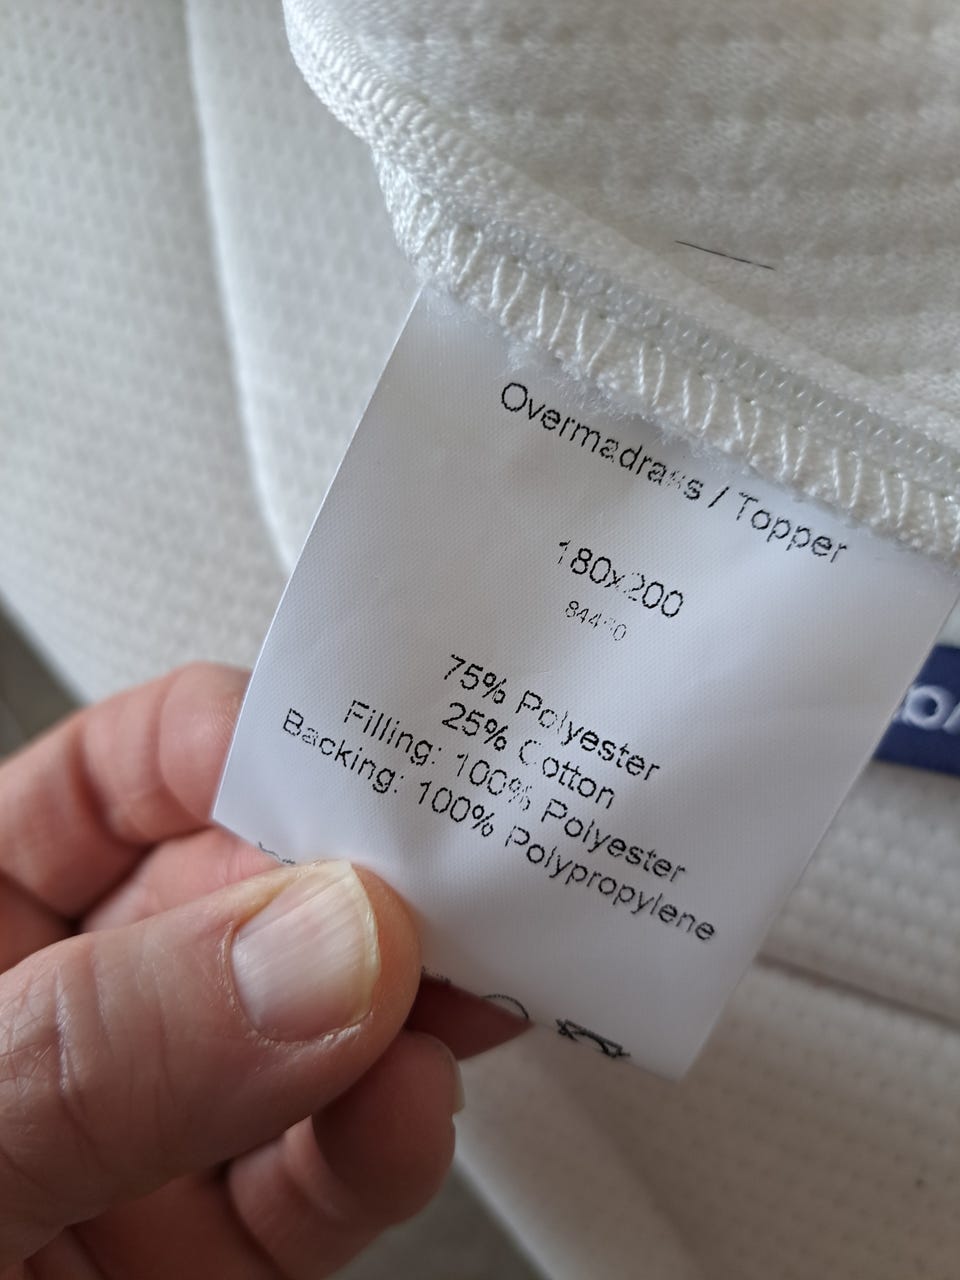 Overmadrass / Topper
180x200
75% Polyester
25% Cotton
Filling: 100% Polyester
Backing: 100% Polypropylene